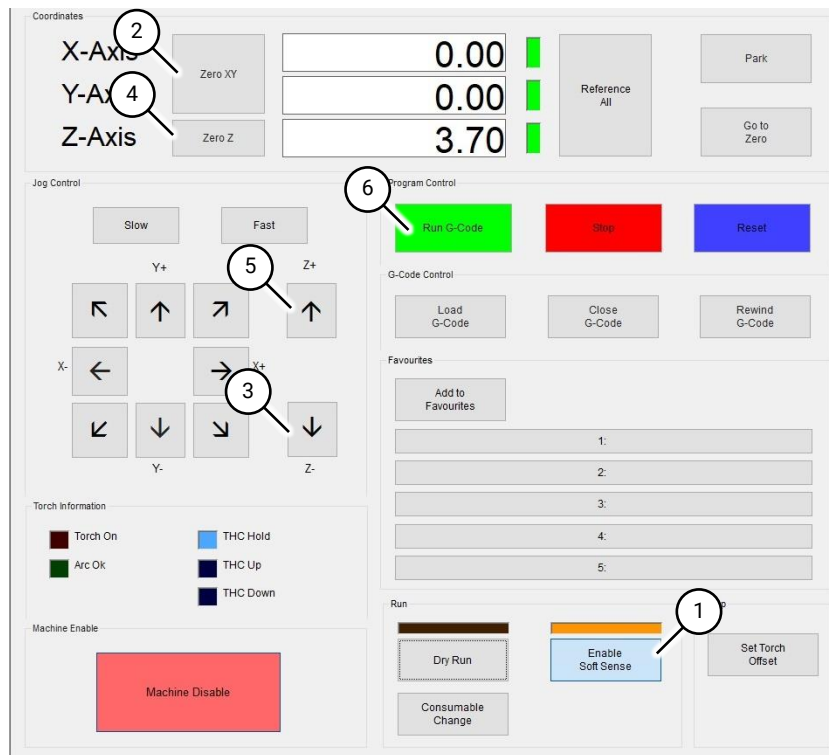 Coordinates
2
X-Axis
Zero XY
0.00
Reference
All
Park
4
Y-Axis
0.00
Z-Axis
Zero Z
3.70
Go to
Zero
Jog Control
Slow
Fast
Y+
5
Z+
X-
X+
3
Y-
Z-
6
Program Control
Run G-Code
Stop
Reset
G-Code Control
Load
G-Code
Close
G-Code
Rewind
G-Code
Favourites
Add to
Favourites
1:
2:
3:
4:
5:
Torch Information
Torch On
THC Hold
Arc Ok
THC Up
THC Down
Machine Enable
Machine Disable
Run
1
Dry Run
Enable
Soft Sense
Set Torch
Offset
Consumable
Change